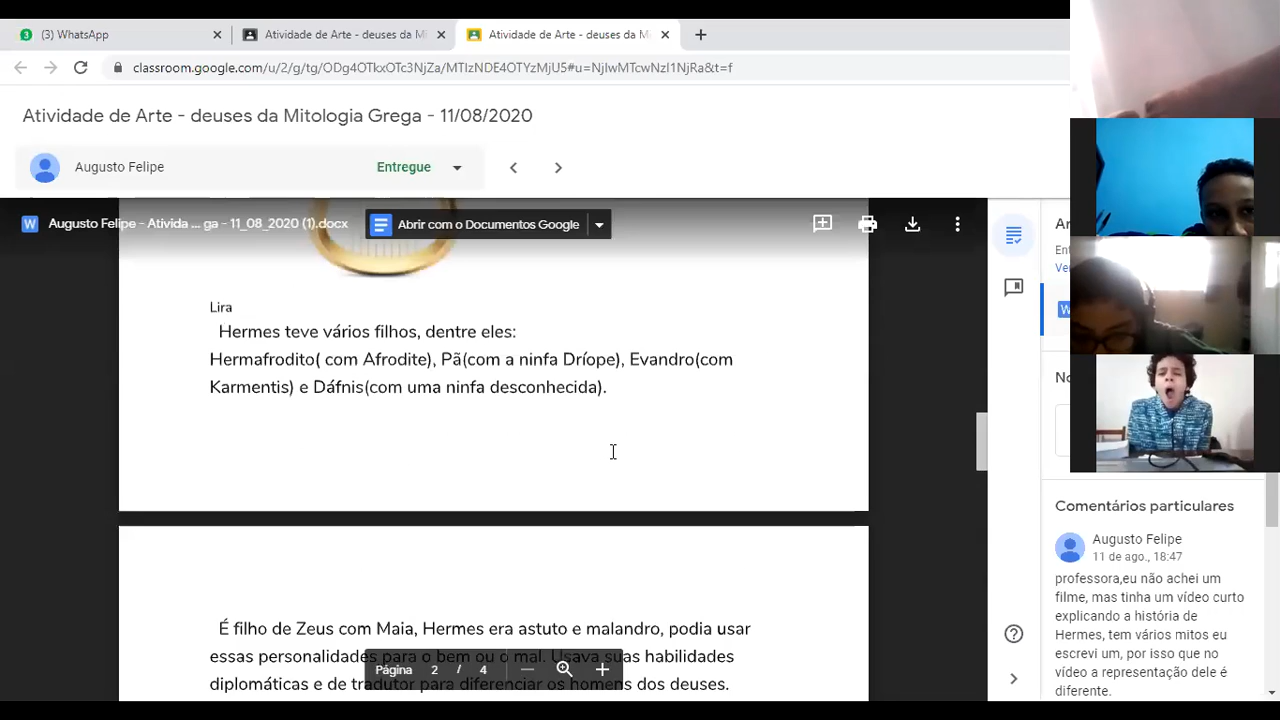 (3) WhatsApp
Atividade de Arte - deuses da Mi
Atividade de Arte - deuses da M
classroom.google.com/u/2/g/tg/
Atividade de Arte - deuses da Mitologia Grega - 11/08/2020
Augusto Felipe
Entregue
Augusto Felipe - Ativida ... ga - 11_08_2020 (1).docx
Abrir com o Documentos Google
Lira
Hermes teve vários filhos, dentre eles:
Hermafrodito( com Afrodite), Pã(com a ninfa Dríope), Evandro(com
Karmentis) e Dáfnis(com uma ninfa desconhecida).
É filho de Zeus com Maia, Hermes era astuto e malandro, podia usar
essas personalidades para o bem ou o mal. Usava suas habilidades
diplomáticas e de tradutor para diferenciar os homens dos deuses.
Página 2 / 4
Ar
Ent
Ve
No
Comentários particulares
Augusto Felipe
11 de ago., 18:47
professora,eu não achei um
filme, mas tinha um vídeo curto
explicando a história de
Hermes, tem vários mitos eu
escrevi um, por isso que no
vídeo a representação dele é
diferente.